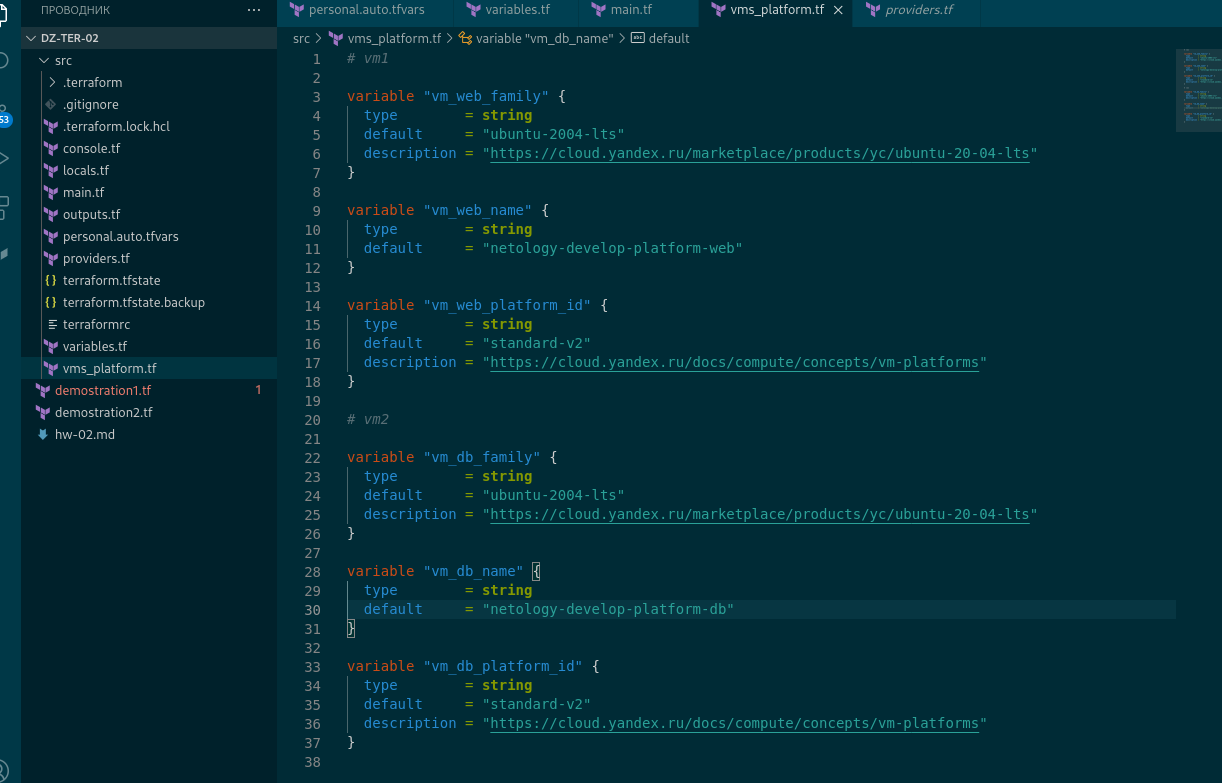 ПРОВОДНИК ···
personal.auto.tfvars
variables.tf
main.tf
vms_platform.tf
providers.tf
DZ-TER-02
src > vms_platform.tf > variable "vm_db_name" > default
src
.terraform
.gitignore
.terraform.lock.hcl
console.tf
locals.tf
main.tf
outputs.tf
personal.auto.tfvars
providers.tf
terraform.tfstate
terraform.tfstate.backup
terraformrc
variables.tf
vms_platform.tf
demostration1.tf 1
demostration2.tf
hw-02.md
53
1 # vm1
2
3 variable "vm_web_family" {
4 type = string
5 default = "ubuntu-2004-lts"
6 description = "https://cloud.yandex.ru/marketplace/products/yc/ubuntu-20-04-lts"
7 }
8
9 variable "vm_web_name" {
10 type = string
11 default = "netology-develop-platform-web"
12 }
13
14 variable "vm_web_platform_id" {
15 type = string
16 default = "standard-v2"
17 description = "https://cloud.yandex.ru/docs/compute/concepts/vm-platforms"
18 }
19
20 # vm2
21
22 variable "vm_db_family" {
23 type = string
24 default = "ubuntu-2004-lts"
25 description = "https://cloud.yandex.ru/marketplace/products/yc/ubuntu-20-04-lts"
26 }
27
28 variable "vm_db_name" {
29 type = string
30 default = "netology-develop-platform-db"
31 }
32
33 variable "vm_db_platform_id" {
34 type = string
35 default = "standard-v2"
36 description = "https://cloud.yandex.ru/docs/compute/concepts/vm-platforms"
37 }
38